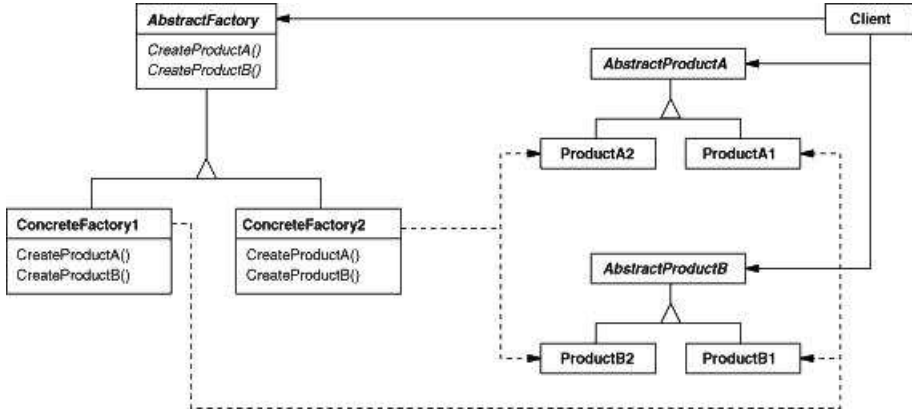 AbstractFactory
Client
CreateProductA()
CreateProductB()
AbstractProductA
ProductA2
ProductA1
ConcreteFactory1
ConcreteFactory2
CreateProductA()
CreateProductA()
CreateProductB()
CreateProductB()
AbstractProductB
ProductB2
ProductB1